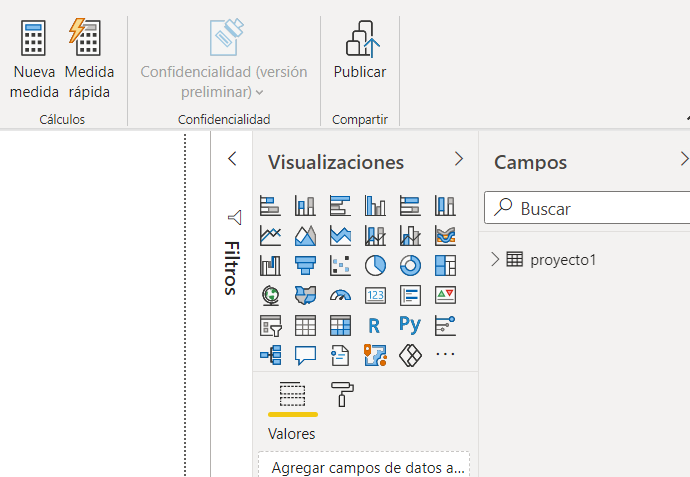 Nueva medida
Medida rápida
Cálculos
Confidencialidad (versión preliminar)
Confidencialidad
Publicar
Compartir
Filtros
Visualizaciones
123
R
Py
Valores
Agregar campos de datos a...
Campos
Buscar
proyecto1